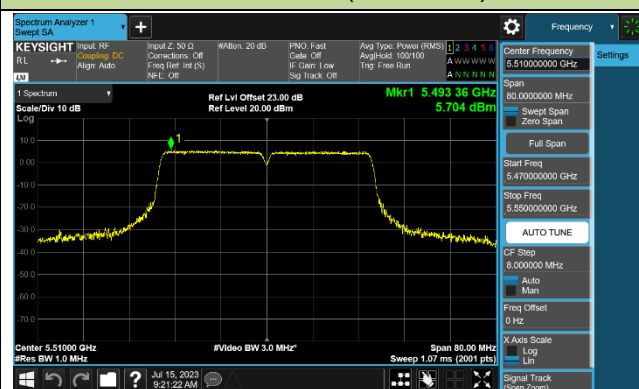 Spectrum Analyzer 1
Swept SA
Frequency
KEYSIGHT
RL
LXI
Input: RF
Coupling: DC
Align: Auto
Input Z: 50 Ω
Corrections: Off
Freq Ref: Int (S)
NFE: Off
#Atten: 20 dB
PNO: Fast
Gate: Off
IF Gain: Low
Sig Track: Off
Avg Type: Power (RMS)
Avg|Hold: 100/100
Trig: Free Run
1 2 3 4 5 6
A W W W W W
A N N N N N
Center Frequency
5.510000000 GHz
Settings
Span
80.0000000 MHz
Swept Span
Zero Span
Full Span
Start Freq
5.470000000 GHz
Stop Freq
5.550000000 GHz
AUTO TUNE
CF Step
8.000000 MHz
Auto
Man
Freq Offset
0 Hz
X Axis Scale
Log
Lin
Signal Track
(Span Zoom)
1 Spectrum
Scale/Div 10 dB
Log
Ref Lvl Offset 23.00 dB
Ref Level 20.00 dBm
Mkr1 5.493 36 GHz
5.704 dBm
1
10.0
0.00
-10.0
-20.0
-30.0
-40.0
-50.0
-60.0
-70.0
Center 5.51000 GHz
#Res BW 1.0 MHz
#Video BW 3.0 MHz*
Span 80.00 MHz
Sweep 1.07 ms (2001 pts)
?
Jul 15, 2023
9:21:22 AM